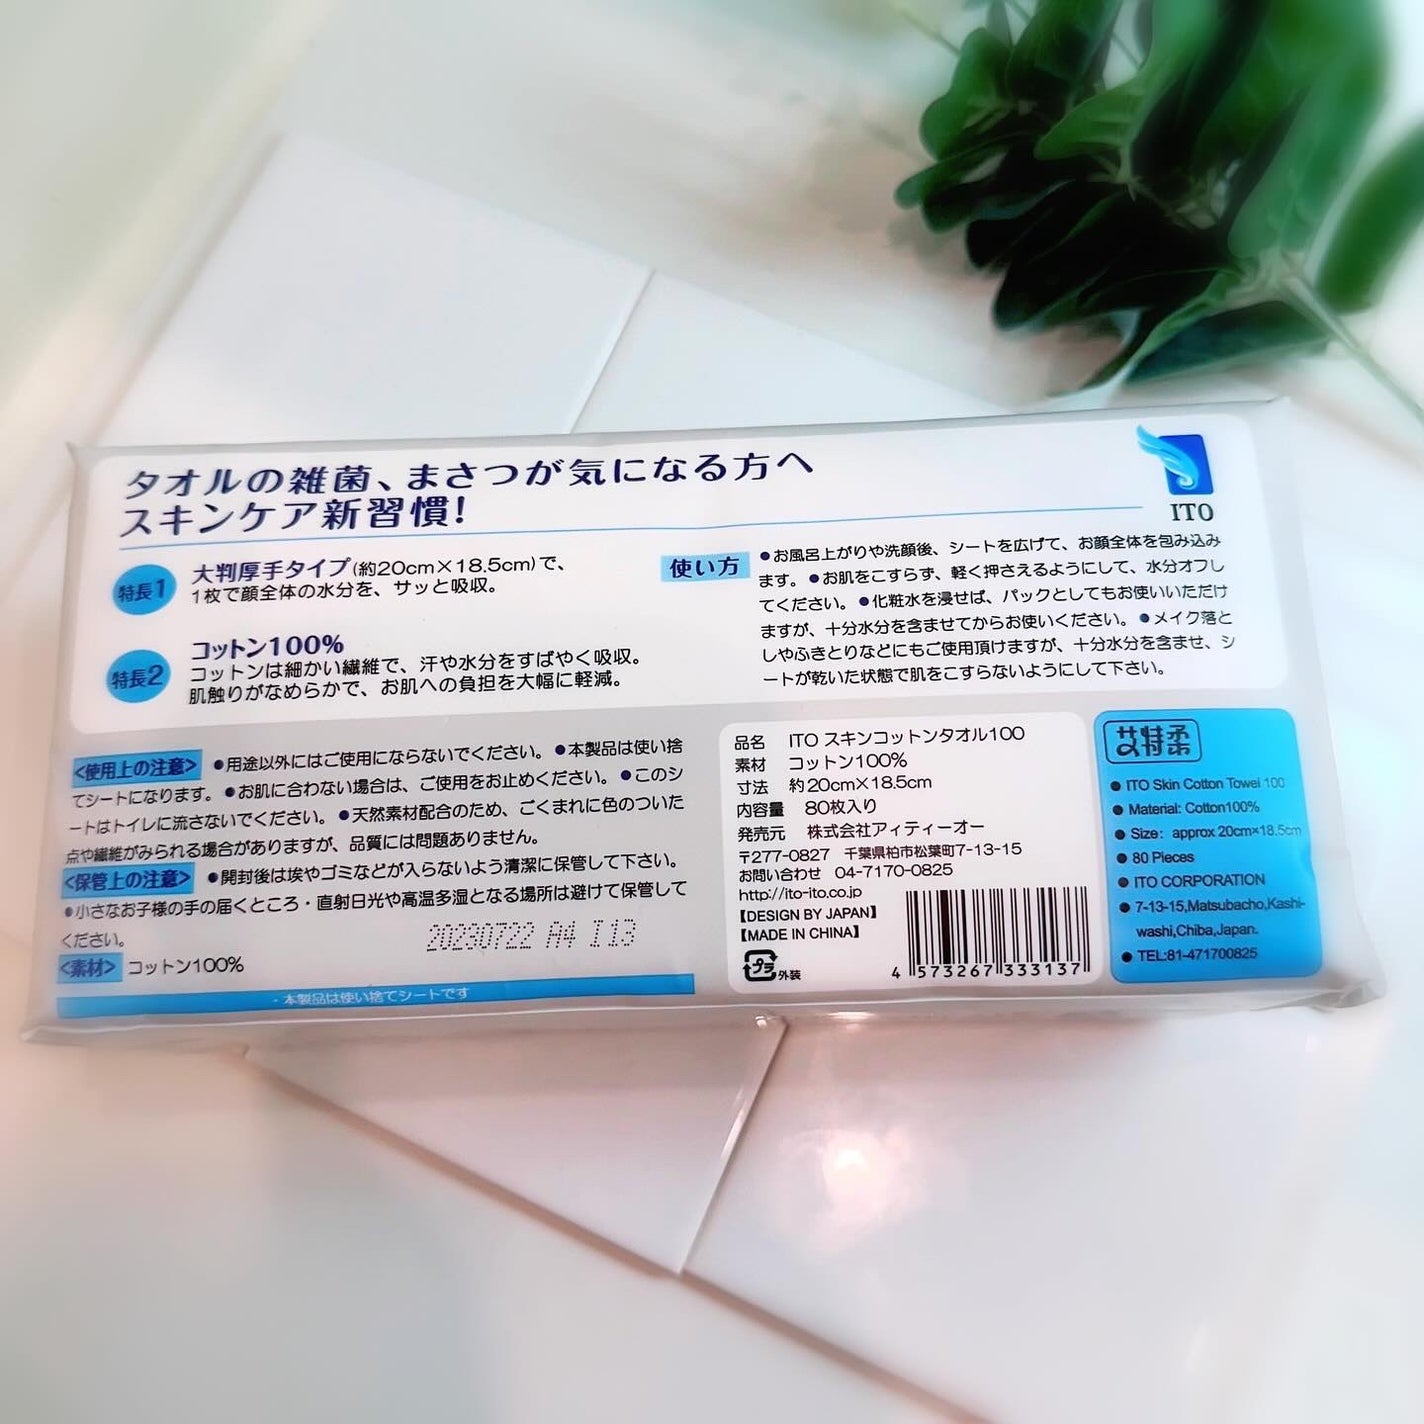 タオルの雑菌、まさつが気になる方へ
スキンケア新習慣!
ITO
特長1
大判厚手タイプ(約20cm×18.5cm)で、
1枚で顔全体の水分を、サッと吸収。
特長2
コットン100%
コットンは細かい繊維で、汗や水分をすばやく吸収。
肌触りがなめらかで、お肌への負担を大幅に軽減。
使い方
●お風呂上がりや洗顔後、シートを広げて、お顔全体を包み込み
ます。●お肌をこすらず、軽く押さえるようにして、水分オフし
てください。●化粧水を浸せば、パックとしてもお使いいただけ
ますが、十分水分を含ませてからお使いください。●メイク落と
しやふきとりなどにもご使用頂けますが、十分水分を含ませ、シ
ートが乾いた状態で肌をこすらないようにして下さい。
<使用上の注意> ●用途以外にはご使用にならないでください。●本製品は使い捨
てシートになります。●お肌に合わない場合は、ご使用をお止めください。●このシ
ートはトイレに流さないでください。●天然素材配合のため、ごくまれに色のついた
点や繊維がみられる場合がありますが、品質には問題ありません。
<保管上の注意> ●開封後は埃やゴミなどが入らないよう清潔に保管して下さい。
●小さなお子様の手の届くところ・直射日光や高温多湿となる場所は避けて保管して
ください。
20230722 A4 I13
<素材> コットン100%
・本製品は使い捨てシートです
品名 ITO スキンコットンタオル100
素材 コットン100%
寸法 約20cm×18.5cm
内容量 80枚入り
発売元 株式会社アイティーオー
〒277-0827 千葉県柏市松葉町7-13-15
お問い合わせ 04-7170-0825
http://ito-ito.co.jp
【DESIGN BY JAPAN】
【MADE IN CHINA】
プラ 外装
4 573267 333137
艾特柔
● ITO Skin Cotton Towel 100
● Material: Cotton100%
● Size: approx 20cm×18.5cm
● 80 Pieces
● ITO CORPORATION
● 7-13-15,Matsubacho,Kashi-
washi,Chiba,Japan.
● TEL:81-471700825